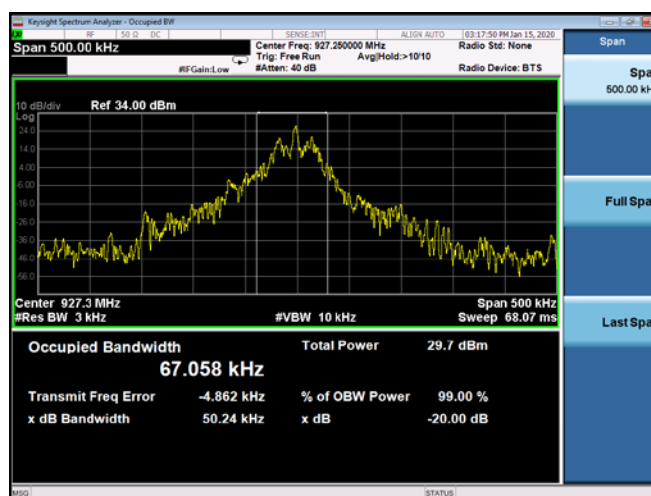 Keysight Spectrum Analyzer - Occupied BW
RF 50 Ω DC SENSE:INT ALIGN AUTO 03:17:50 PM Jan 15, 2020
Span 500.00 kHz
Center Freq: 927.250000 MHz Radio Std: None
Trig: Free Run Avg|Hold:>10/10
#IFGain:Low #Atten: 40 dB Radio Device: BTS
10 dB/div Ref 34.00 dBm
Log
24.0
14.0
4.00
-6.00
-16.0
-26.0
-36.0
-46.0
-56.0
Center 927.3 MHz Span 500 kHz
#Res BW 3 kHz #VBW 10 kHz Sweep 68.07 ms
Occupied Bandwidth Total Power 29.7 dBm
67.058 kHz
Transmit Freq Error -4.862 kHz % of OBW Power 99.00 %
x dB Bandwidth 50.24 kHz x dB -20.00 dB
MSG STATUS
Span
Spa
500.00 kH
Full Spa
Last Spa